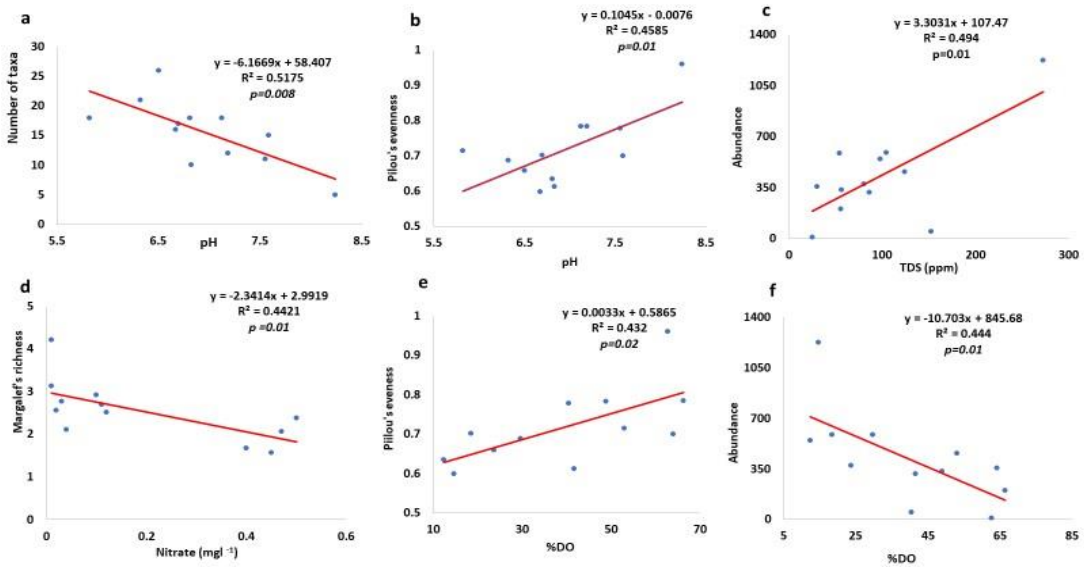 a
y = -6.1669x + 58.407
R² = 0.5175
p=0.008
Number of taxa
30
25
20
15
10
5
0
5.5 6.5 7.5 8.5
pH
b
y = 0.1045x - 0.0076
R² = 0.4585
p=0.01
Pilou's evenness
1
0.9
0.8
0.7
0.6
0.5
5.5 6.5 7.5 8.5
pH
c
y = 3.3031x + 107.47
R² = 0.494
p=0.01
Abundance
1400
1050
700
350
0
0 100 200 300
TDS (ppm)
d
y = -2.3414x + 2.9919
R² = 0.4421
p =0.01
Margalef's richness
5
4
3
2
1
0
0 0.2 0.4 0.6
Nitrate (mgl ⁻¹)
e
y = 0.0033x + 0.5865
R² = 0.432
p=0.02
Piilou's eveness
1
0.9
0.8
0.7
0.6
0.5
10 30 50 70
%DO
f
y = -10.703x + 845.68
R² = 0.444
p=0.01
Abundance
1400
1050
700
350
0
5 25 45 65 85
%DO